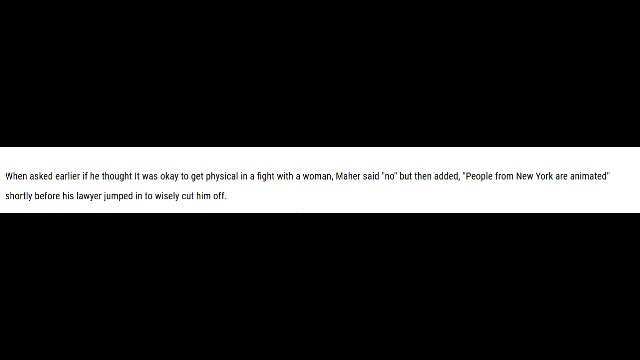 When asked earlier if he thought It was okay to get physical in a fight with a woman, Maher said "no" but then added, "People from New York are animated"
shortly before his lawyer jumped in to wisely cut him off.